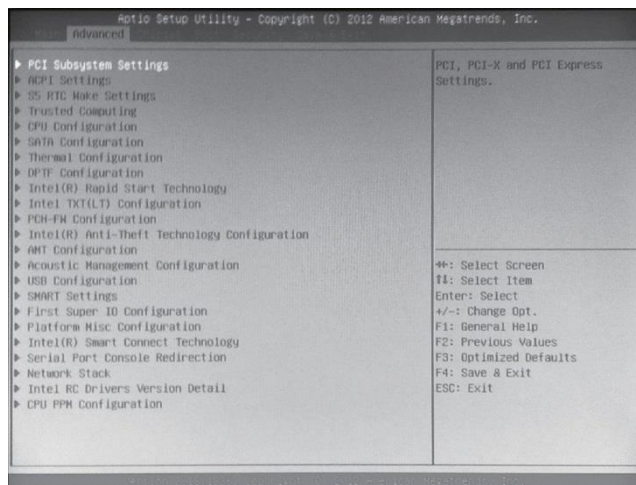 Aptio Setup Utility - Copyright (C) 2012 American Megatrends, Inc.
Advanced
PCI Subsystem Settings
ACPI Settings
S5 RTC Wake Settings
Trusted Computing
CPU Configuration
SATA Configuration
Thermal Configuration
DPTF Configuration
Intel(R) Rapid Start Technology
Intel TXT(LT) Configuration
PCH-FW Configuration
Intel(R) Anti-Theft Technology Configuration
AMT Configuration
Acoustic Management Configuration
USB Configuration
SMART Settings
First Super IO Configuration
Platform Misc Configuration
Intel(R) Smart Connect Technology
Serial Port Console Redirection
Network Stack
Intel RC Drivers Version Detail
CPU PPM Configuration
PCI, PCI-X and PCI Express
Settings.
→←: Select Screen
↑↓: Select Item
Enter: Select
+/-: Change Opt.
F1: General Help
F2: Previous Values
F3: Optimized Defaults
F4: Save & Exit
ESC: Exit